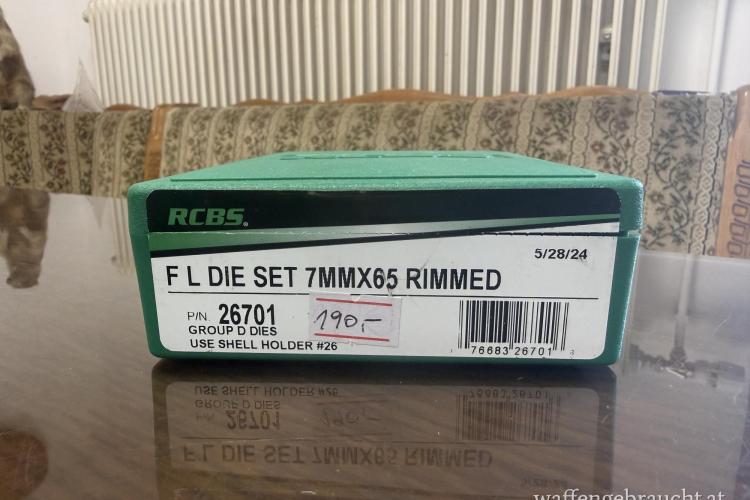 RCBS.
5/28/24
F L DIE SET 7MMX65 RIMMED
P/N 26701
190,-
GROUP D DIES
USE SHELL HOLDER #26
76683 26701
waffengebraucht.at